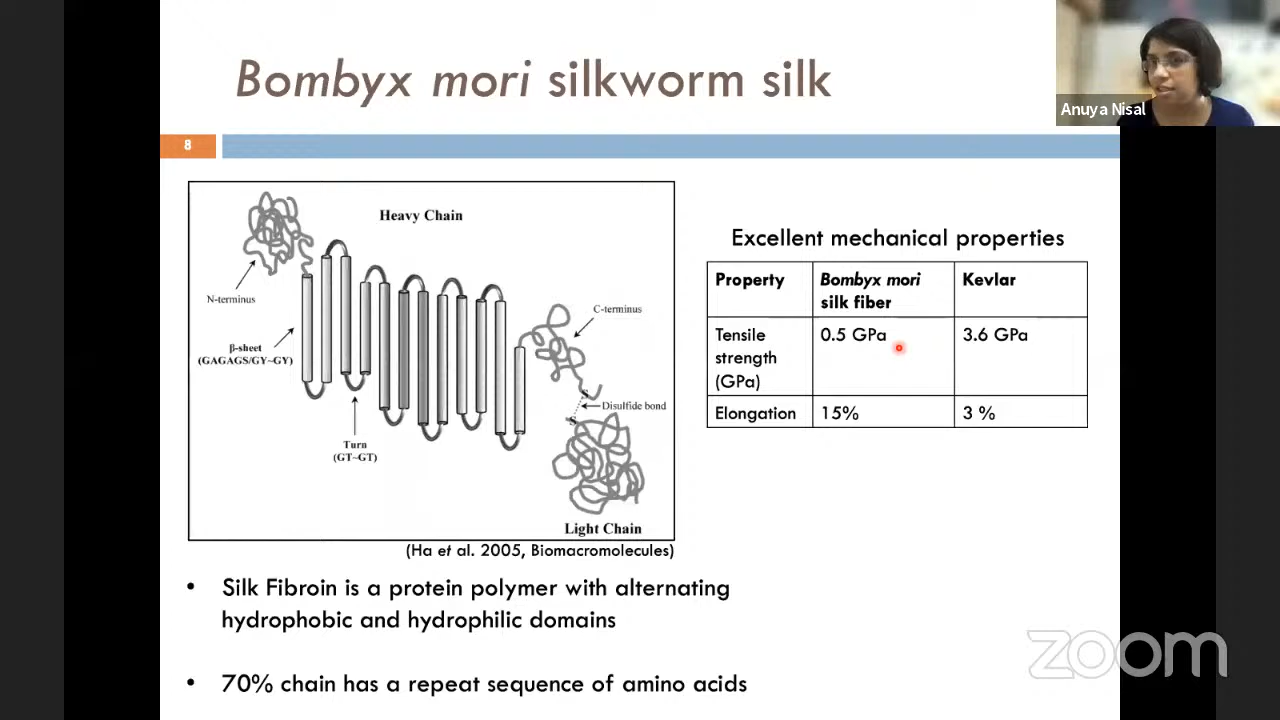 Bombyx mori silkworm silk
Anuya Nisal
8
Heavy Chain
N-terminus
C-terminus
β-sheet
(GAGAGS/GY~GY)
Disulfide bond
S
S
Turn
(GT~GT)
Light Chain
(Ha et al. 2005, Biomacromolecules)
Excellent mechanical properties
Property Bombyx mori silk fiber Kevlar
Tensile strength (GPa) 0.5 GPa 3.6 GPa
Elongation 15% 3 %
• Silk Fibroin is a protein polymer with alternating
hydrophobic and hydrophilic domains
• 70% chain has a repeat sequence of amino acids
zoom